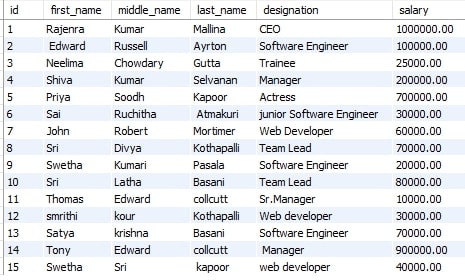 id first_name middle_name last_name designation salary
1 Rajenra Kumar Mallina CEO 1000000.00
2 Edward Russell Ayrton Software Engineer 100000.00
3 Neelima Chowdary Gutta Trainee 25000.00
4 Shiva Kumar Selvanan Manager 200000.00
5 Priya Soodh Kapoor Actress 700000.00
6 Sai Ruchitha Atmakuri junior Software Engineer 30000.00
7 John Robert Mortimer Web Developer 60000.00
8 Sri Divya Kothapalli Team Lead 70000.00
9 Swetha Kumari Pasala Software Engineer 20000.00
10 Sri Latha Basani Team Lead 80000.00
11 Thomas Edward collcutt Sr.Manager 10000.00
12 smrithi kour Kothapalli Web developer 30000.00
13 Satya krishna Basani Software Engineer 70000.00
14 Tony Edward collcutt Manager 900000.00
15 Swetha Sri kapoor web developer 40000.00